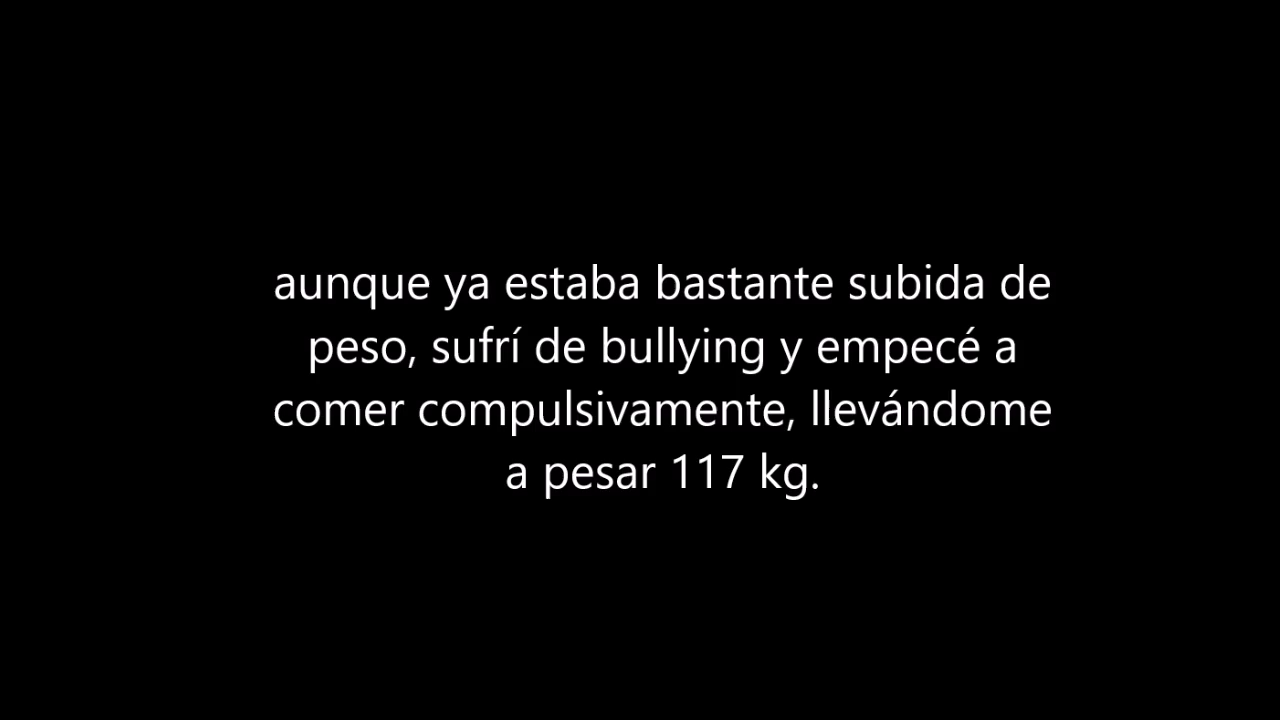 aunque ya estaba bastante subida de
peso, sufrí de bullying y empecé a
comer compulsivamente, llevándome
a pesar 117 kg.